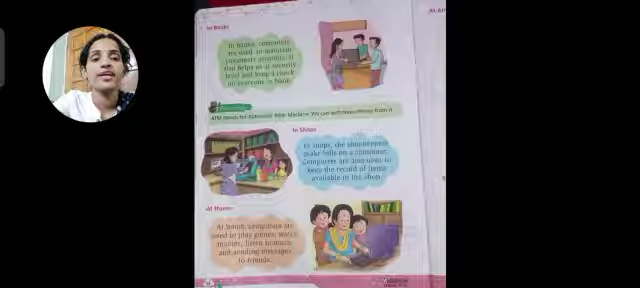 In Banks
In banks, computers
are used to maintain
customers accounts. It
also helps us at security
level and keep a check
on everyone in bank.
ATM stands for Automatic Teller Machine. We can withdraw money from it.
In Shops
In shops, the shopkeepers
make bills on a computer.
Computers are also used to
keep the record of items
available in the shop.
At Home
At home, computers are
used to play games, watch
movies, listen to music
and sending messages
to friends.